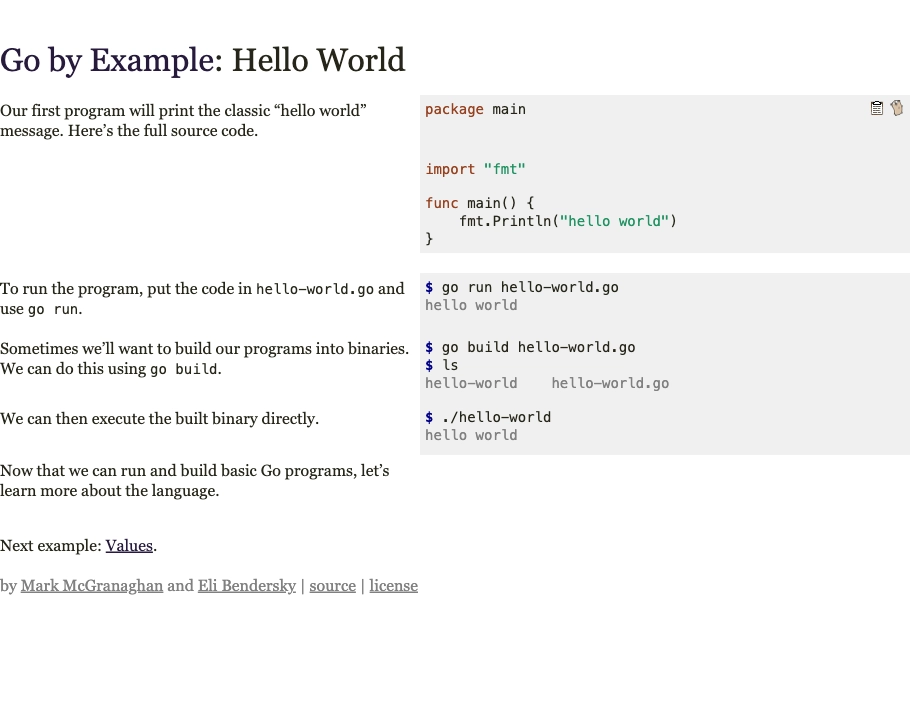 Go by Example: Hello World
Our first program will print the classic “hello world”
message. Here’s the full source code.
package main
import "fmt"
func main() {
    fmt.Println("hello world")
}
To run the program, put the code in hello-world.go and
use go run.
$ go run hello-world.go
hello world
Sometimes we’ll want to build our programs into binaries.
We can do this using go build.
$ go build hello-world.go
$ ls
hello-world    hello-world.go
We can then execute the built binary directly.
$ ./hello-world
hello world
Now that we can run and build basic Go programs, let’s
learn more about the language.
Next example: Values.
by Mark McGranaghan and Eli Bendersky | source | license